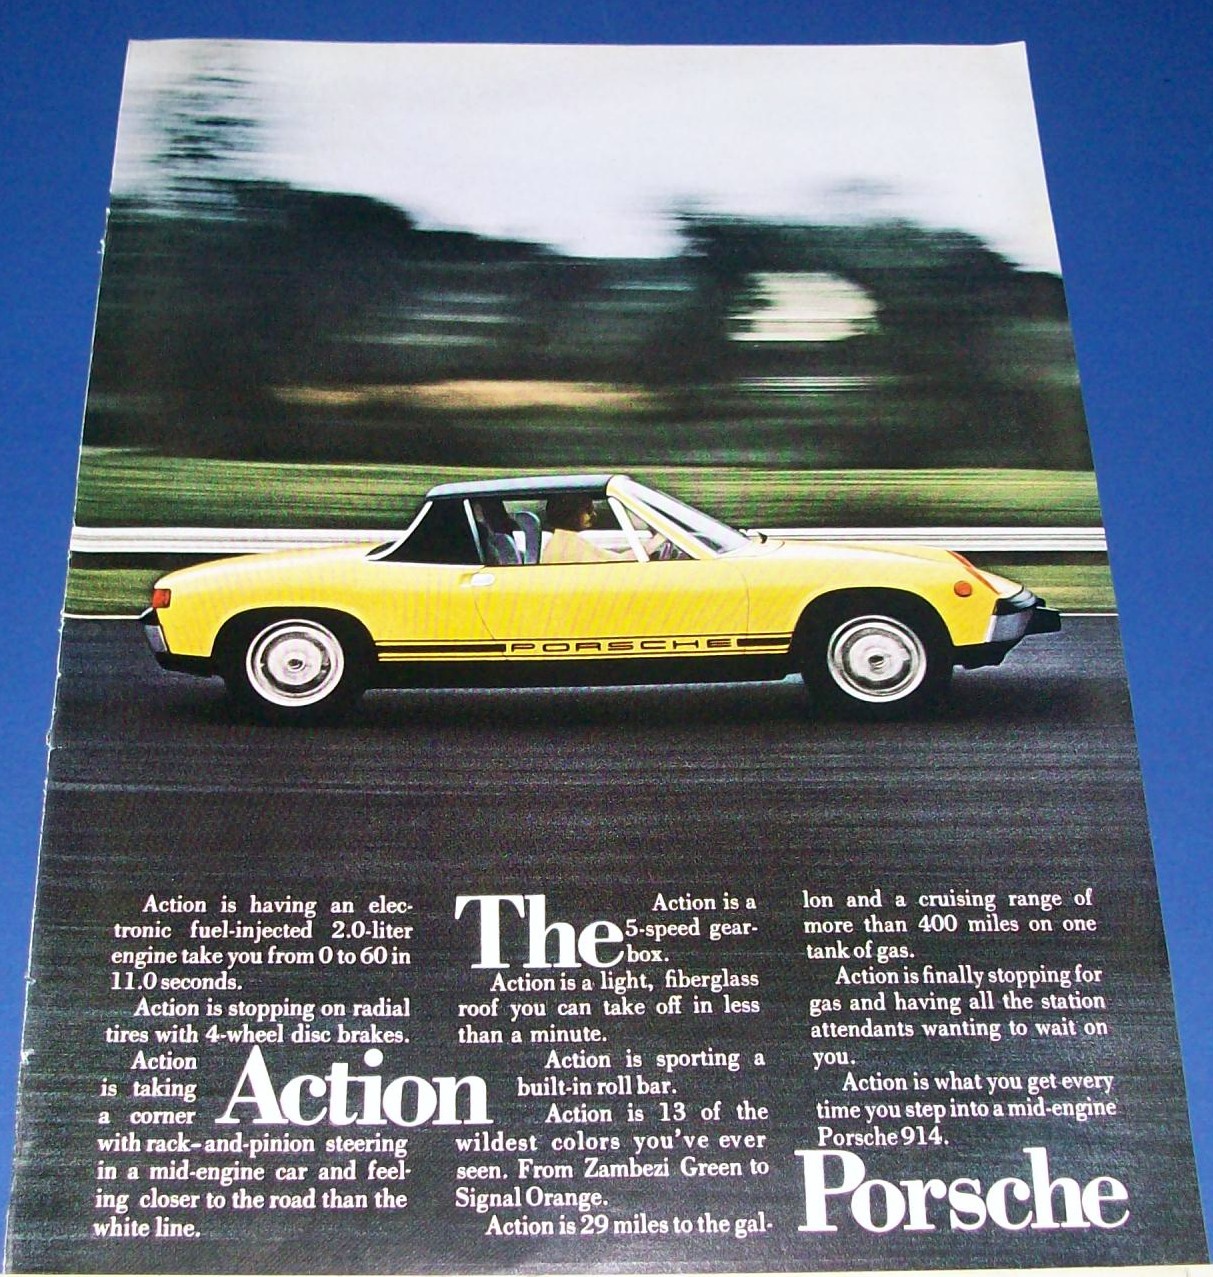 PORSCHE
Action is having an elec-
tronic fuel-injected 2.0-liter
engine take you from 0 to 60 in
11.0 seconds.
Action is stopping on radial
tires with 4-wheel disc brakes.
Action
is taking
a corner
with rack-and-pinion steering
in a mid-engine car and feel-
ing closer to the road than the
white line.
The
Action
Porsche
Action is a
5-speed gear-
box.
Action is a light, fiberglass
roof you can take off in less
than a minute.
Action is sporting a
built-in roll bar.
Action is 13 of the
wildest colors you've ever
seen. From Zambezi Green to
Signal Orange.
Action is 29 miles to the gal-
lon and a cruising range of
more than 400 miles on one
tank of gas.
Action is finally stopping for
gas and having all the station
attendants wanting to wait on
you.
Action is what you get every
time you step into a mid-engine
Porsche 914.